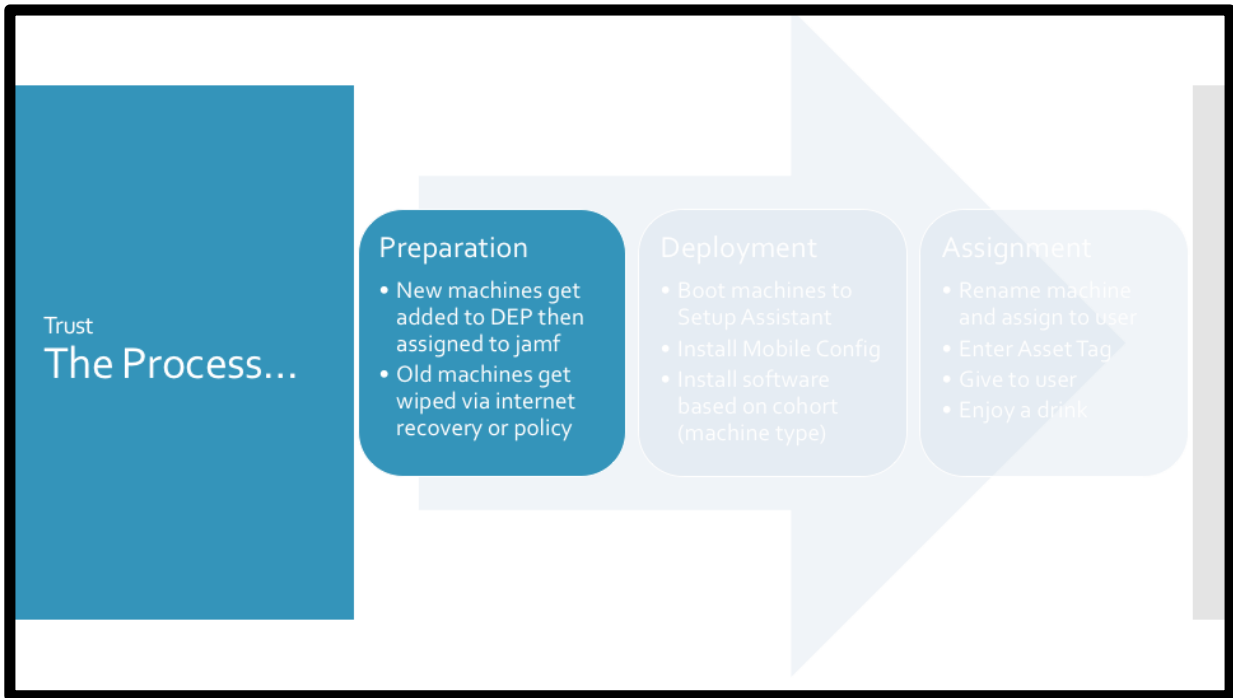 Trust
The Process...
Preparation
• New machines get
added to DEP then
assigned to jamf
• Old machines get
wiped via internet
recovery or policy
Deployment
• Boot machines to
Setup Assistant
• Install Mobile Config
• Install software
based on cohort
(machine type)
Assignment
• Rename machine
and assign to user
• Enter Asset Tag
• Give to user
• Enjoy a drink